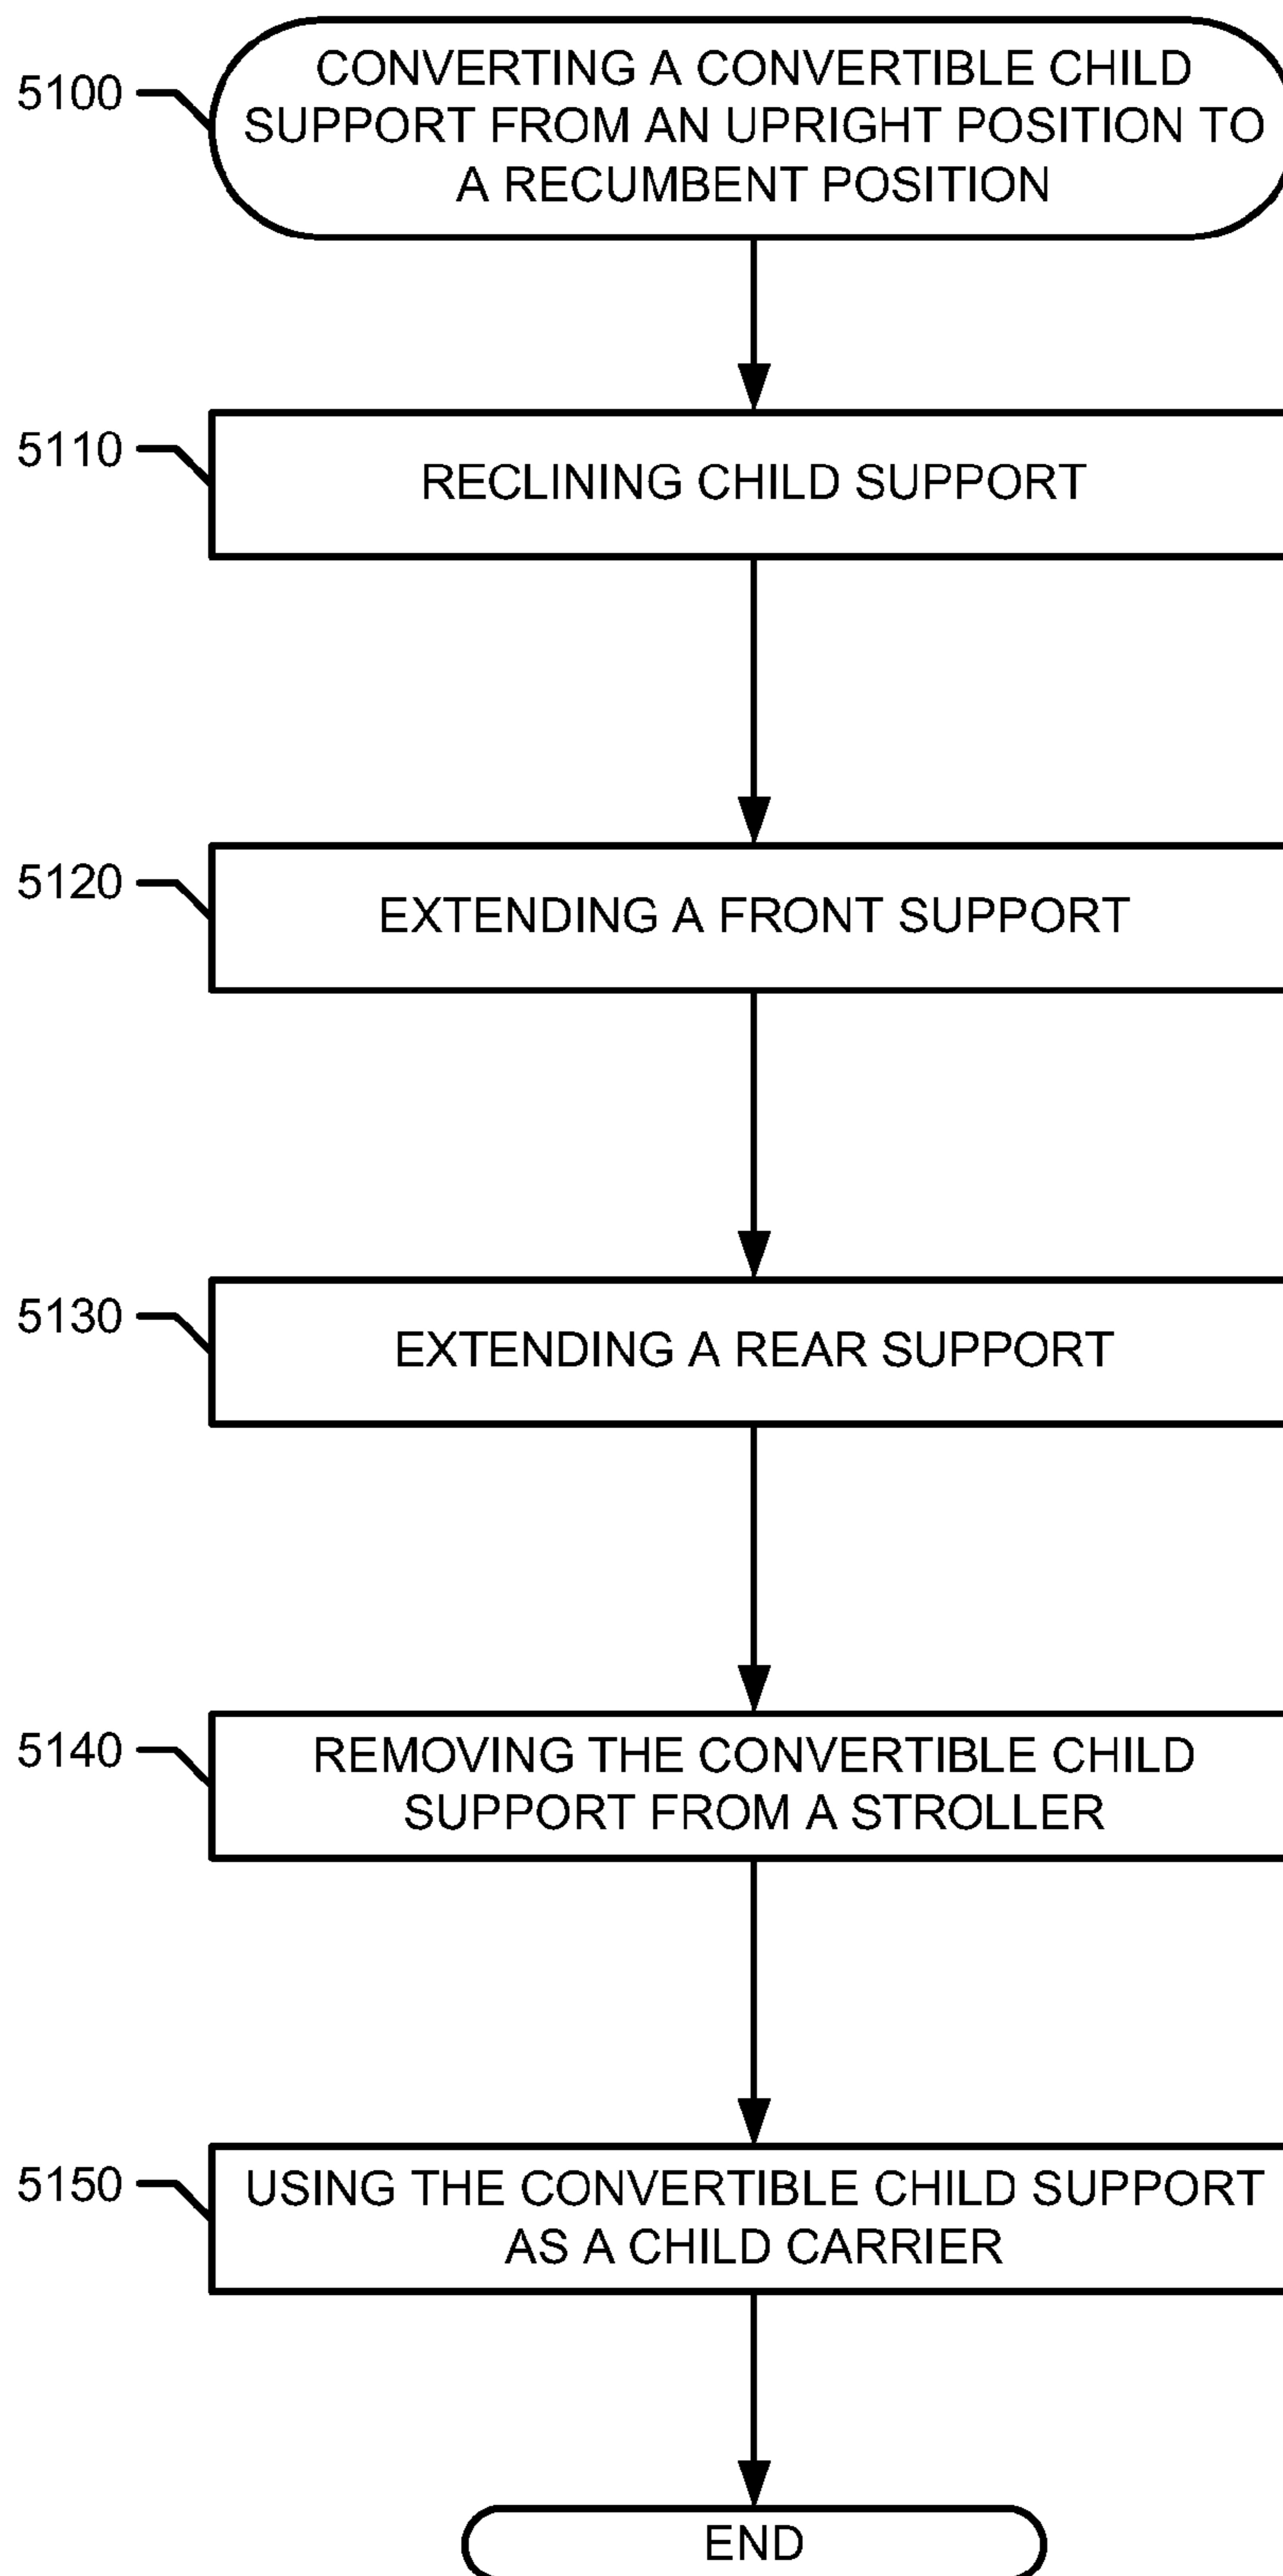 5100
CONVERTING A CONVERTIBLE CHILD
SUPPORT FROM AN UPRIGHT POSITION TO
A RECUMBENT POSITION
5110
RECLINING CHILD SUPPORT
5120
EXTENDING A FRONT SUPPORT
5130
EXTENDING A REAR SUPPORT
5140
REMOVING THE CONVERTIBLE CHILD
SUPPORT FROM A STROLLER
5150
USING THE CONVERTIBLE CHILD SUPPORT
AS A CHILD CARRIER
END